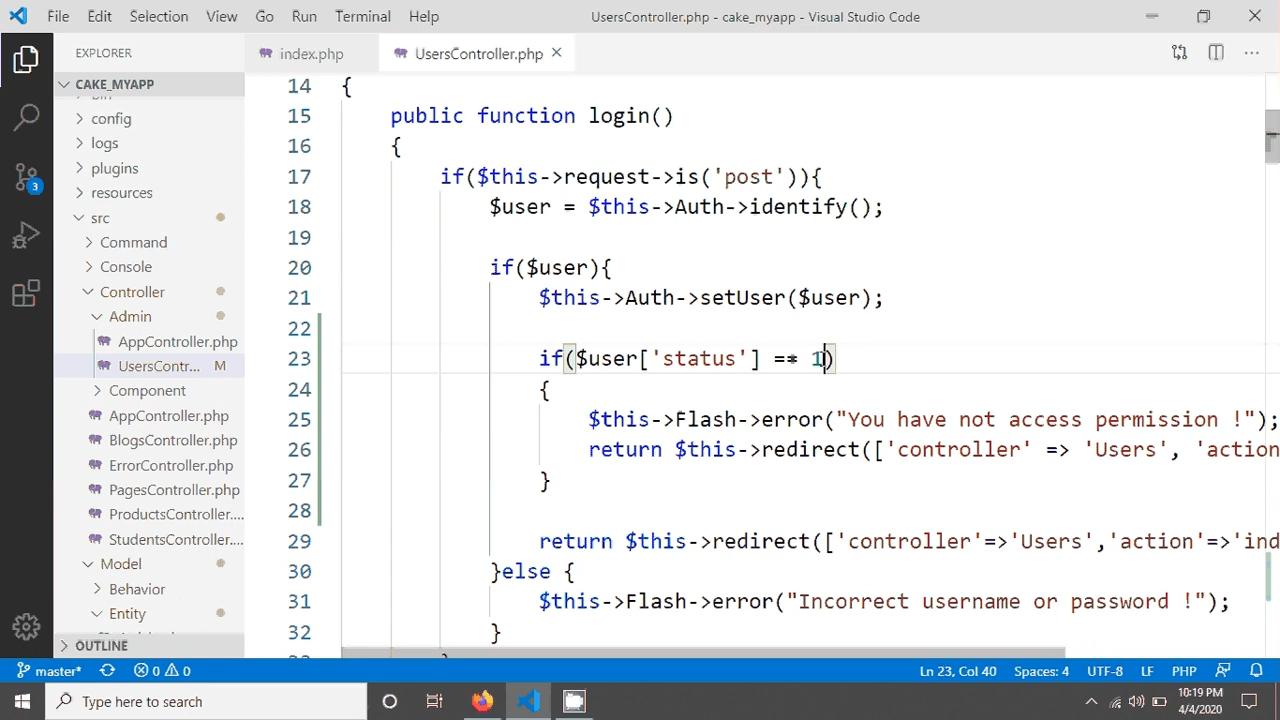 File Edit Selection View Go Run Terminal Help UsersController.php - cake_myapp - Visual Studio Code
EXPLORER
CAKE_MYAPP
config
logs
plugins
resources
src
Command
Console
Controller
Admin
AppController.php
UsersContr... M
Component
AppController.php
BlogsController.php
ErrorController.php
PagesController.php
ProductsController....
StudentsController....
Model
Behavior
Entity
OUTLINE
3
index.php UsersController.php
14 {
15 public function login()
16 {
17 if($this->request->is('post')){
18 $user = $this->Auth->identify();
19
20 if($user){
21 $this->Auth->setUser($user);
22
23 if($user['status'] == 1)
24 {
25 $this->Flash->error("You have not access permission !");
26 return $this->redirect(['controller' => 'Users', 'action
27 }
28
29 return $this->redirect(['controller'=>'Users','action'=>'ind
30 }else {
31 $this->Flash->error("Incorrect username or password !");
32 }
master* 0 0 Ln 23, Col 40 Spaces: 4 UTF-8 LF PHP
Type here to search
10:19 PM
4/4/2020